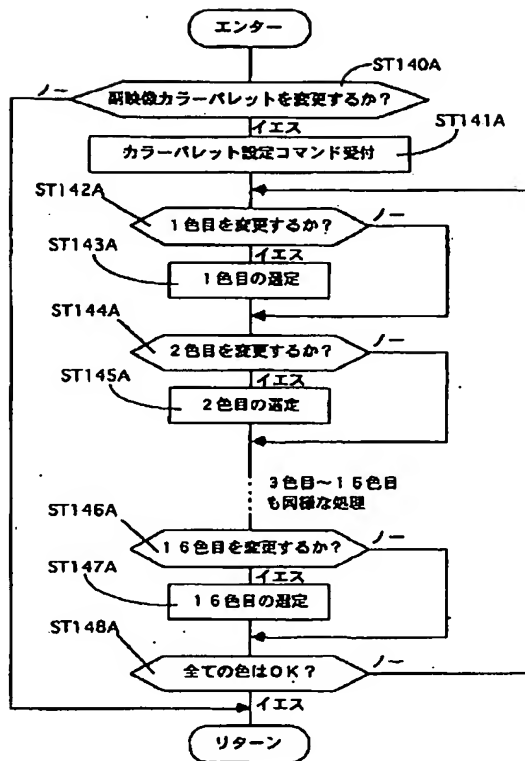 エンター
ST140A
ノー
副映像カラーパレットを変更するか？
イエス
ST141A
カラーパレット設定コマンド受付
ST142A
1色目を変更するか？
ノー
イエス
ST143A
1色目の選定
ST144A
2色目を変更するか？
ノー
イエス
ST145A
2色目の選定
3色目～15色目
も同様な処理
ST146A
16色目を変更するか？
ノー
イエス
ST147A
16色目の選定
ST148A
全ての色はOK？
ノー
イエス
リターン